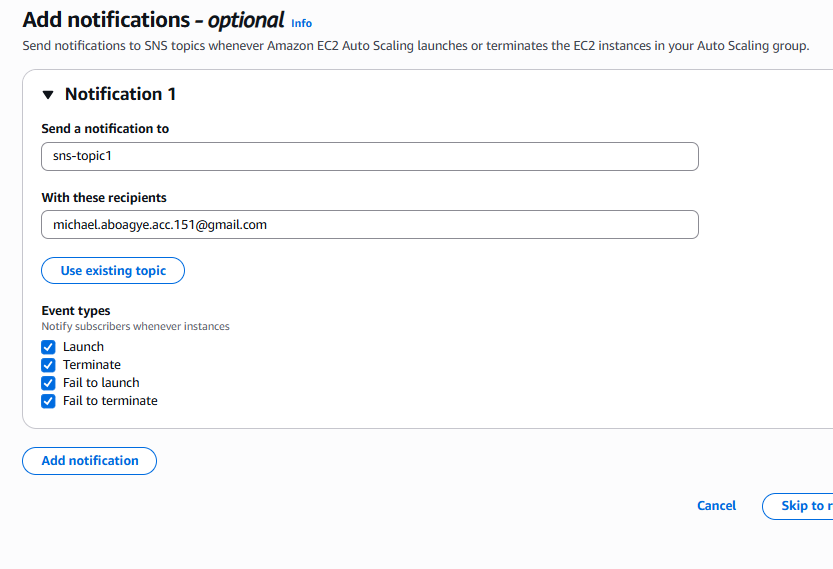 Add notifications - optional Info
Send notifications to SNS topics whenever Amazon EC2 Auto Scaling launches or terminates the EC2 instances in your Auto Scaling group.
Notification 1
Send a notification to
sns-topic1
With these recipients
michael.aboagye.acc.151@gmail.com
Use existing topic
Event types
Notify subscribers whenever instances
Launch
Terminate
Fail to launch
Fail to terminate
Add notification
Cancel Skip to